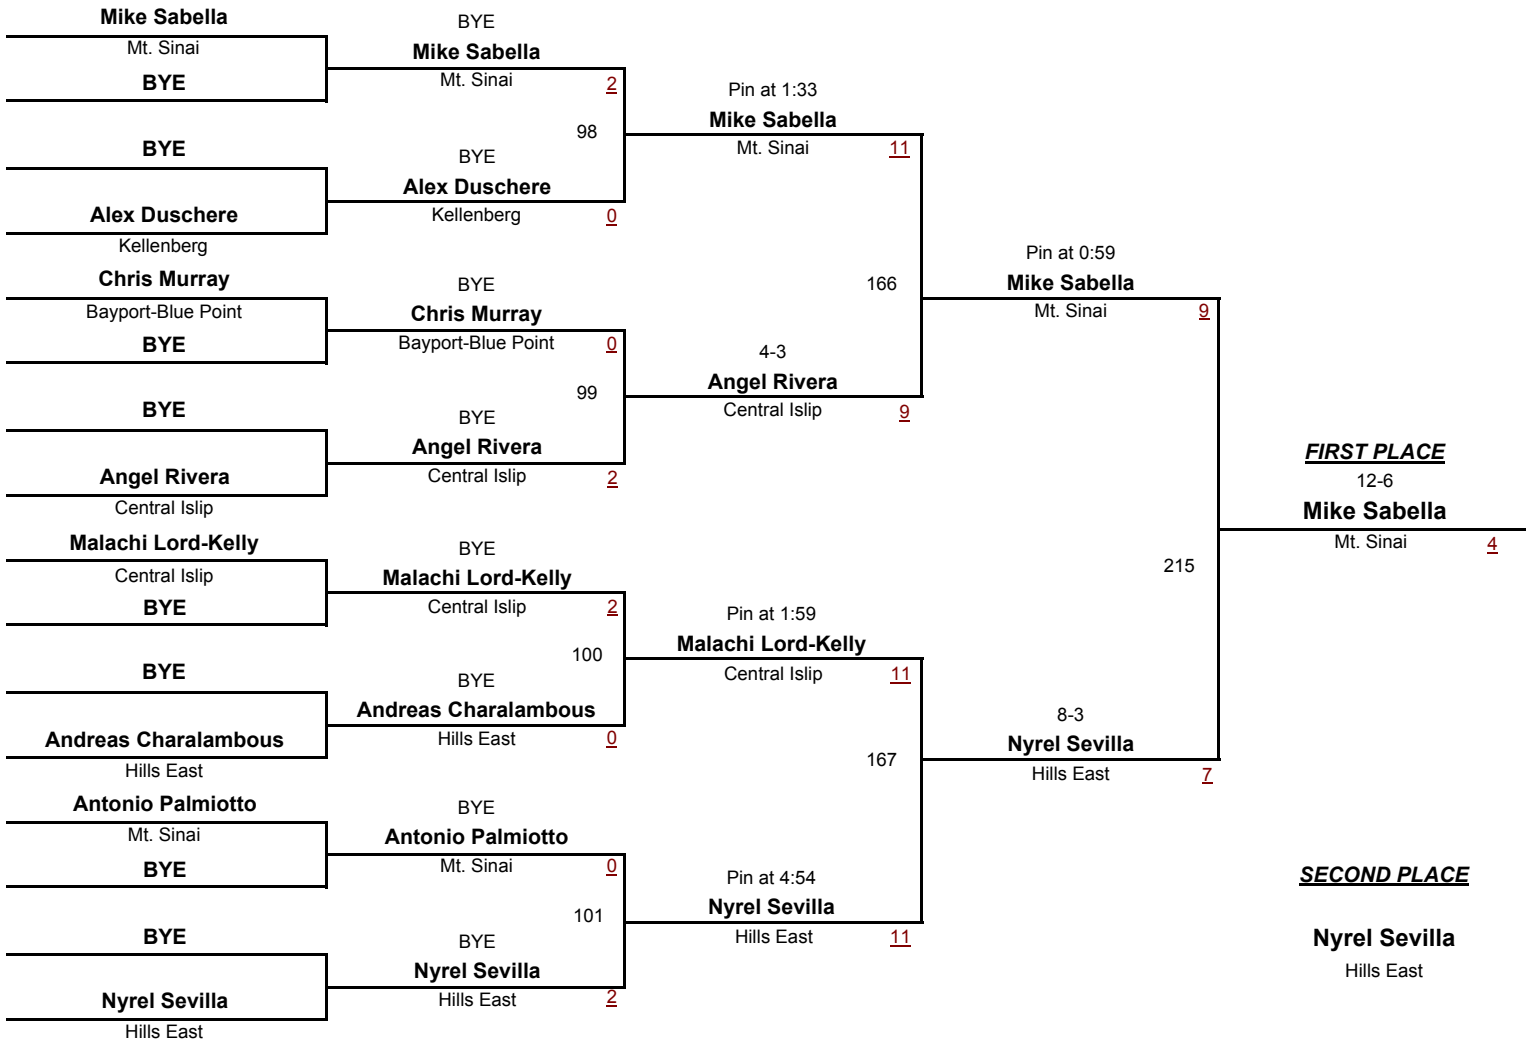 Mike Sabella
Mt. Sinai
BYE
BYE
Alex Duschere
Kellenberg
Chris Murray
Bayport-Blue Point
BYE
BYE
Angel Rivera
Central Islip
Malachi Lord-Kelly
Central Islip
BYE
BYE
Andreas Charalambous
Hills East
Antonio Palmiotto
Mt. Sinai
BYE
BYE
Nyrel Sevilla
Hills East
BYE
Mike Sabella
Mt. Sinai 2
98
BYE
Alex Duschere
Kellenberg 0
BYE
Chris Murray
Bayport-Blue Point 0
99
BYE
Angel Rivera
Central Islip 2
BYE
Malachi Lord-Kelly
Central Islip 2
100
BYE
Andreas Charalambous
Hills East 0
BYE
Antonio Palmiotto
Mt. Sinai 0
101
BYE
Nyrel Sevilla
Hills East 2
Pin at 1:33
Mike Sabella
Mt. Sinai 11
166
4-3
Angel Rivera
Central Islip 9
Pin at 1:59
Malachi Lord-Kelly
Central Islip 11
167
Pin at 4:54
Nyrel Sevilla
Hills East 11
Pin at 0:59
Mike Sabella
Mt. Sinai 9
215
8-3
Nyrel Sevilla
Hills East 7
FIRST PLACE
12-6
Mike Sabella
Mt. Sinai 4
SECOND PLACE
Nyrel Sevilla
Hills East